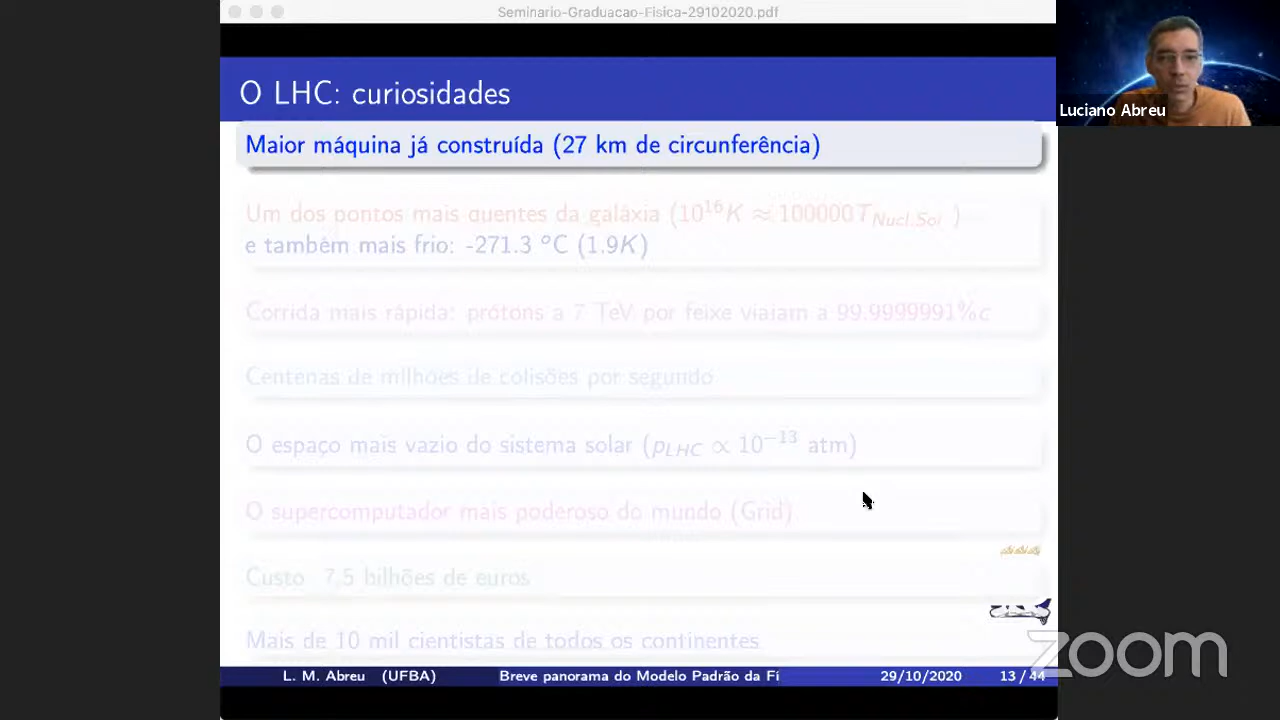 Seminario-Graduacao-Fisica-29102020.pdf
O LHC: curiosidades
Maior máquina já construída (27 km de circunferência)
Um dos pontos mais quentes da galáxia (10¹⁶K ≈ 100000T_Nucl.Sol )
e também mais frio: -271.3 °C (1.9K)
Corrida mais rápida: prótons a 7 TeV por feixe viajam a 99.9999991%c
Centenas de milhões de colisões por segundo
O espaço mais vazio do sistema solar (p_LHC ∝ 10⁻¹³ atm)
O supercomputador mais poderoso do mundo (Grid)
Custo 7.5 bilhões de euros
Mais de 10 mil cientistas de todos os continentes
L. M. Abreu (UFBA) Breve panorama do Modelo Padrão da Fí 29/10/2020 13 / 44
Luciano Abreu
zoom